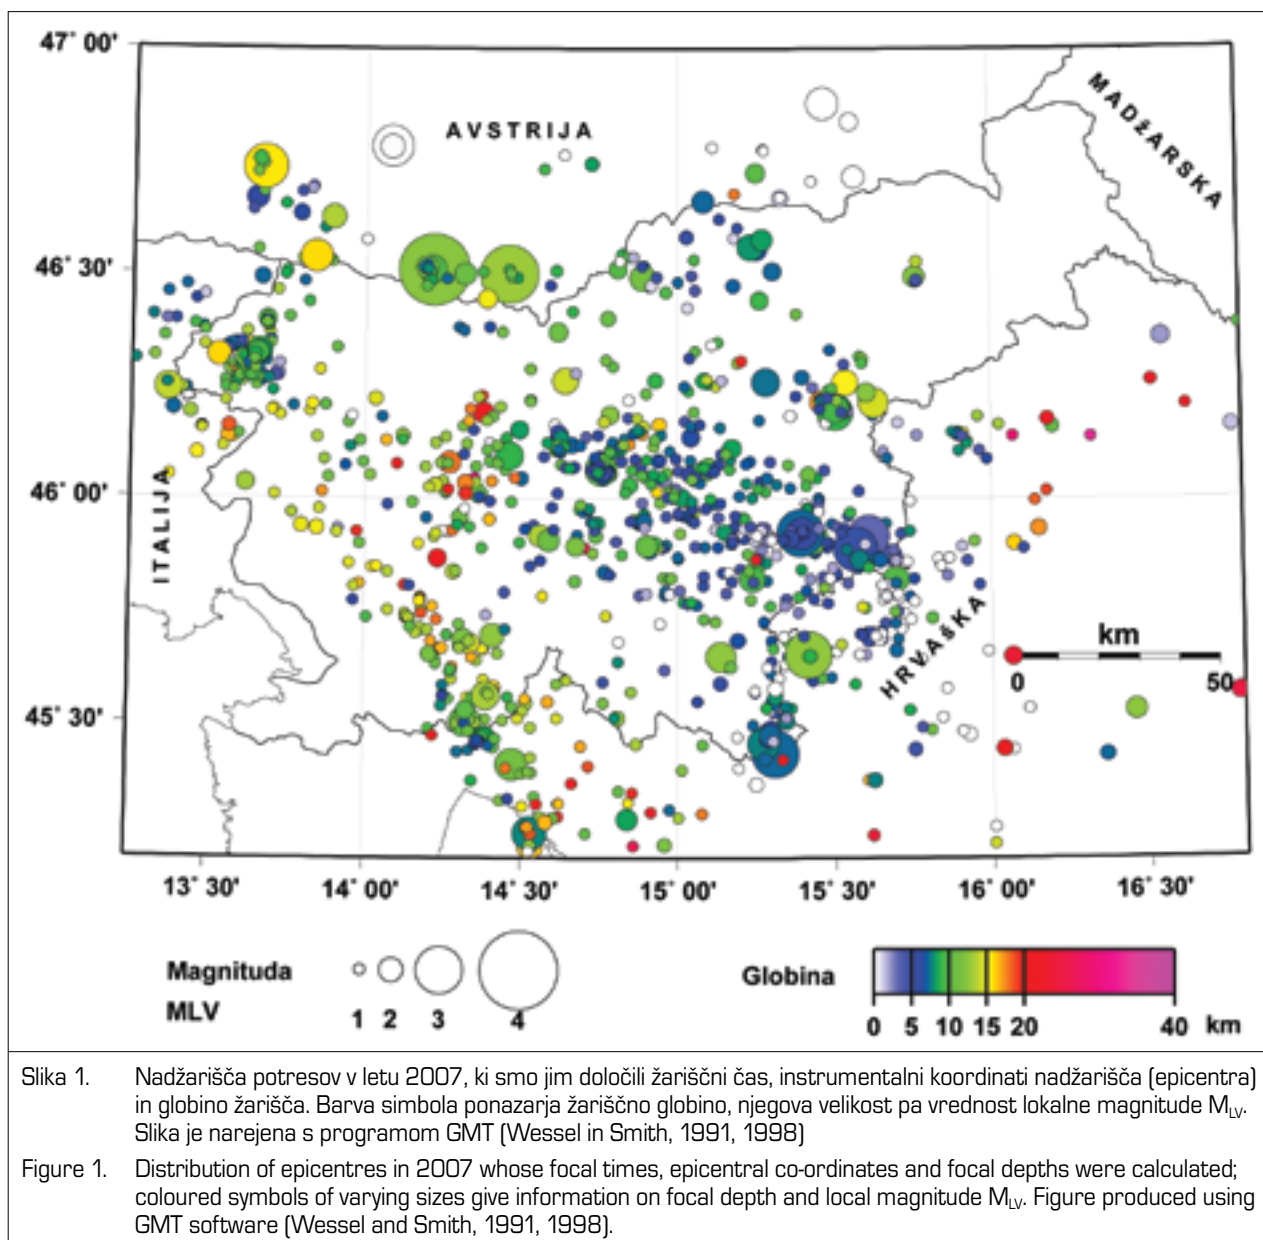 47° 00'
AVSTRIJA
MADŽARSKA
46° 30'
46° 00'
ITALIJA
HRVAšKA
km
0 50
45° 30'
13° 30' 14° 00' 14° 30' 15° 00' 15° 30' 16° 00' 16° 30'
Magnituda
MLV
1 2 3 4
Globina
0 5 10 15 20 40 km
Slika 1. Nadžarišča potresov v letu 2007, ki smo jim določili žariščni čas, instrumentalni koordinati nadžarišča (epicentra)
in globino žarišča. Barva simbola ponazarja žariščno globino, njegova velikost pa vrednost lokalne magnitude MLV.
Slika je narejena s programom GMT (Wessel in Smith, 1991, 1998)
Figure 1. Distribution of epicentres in 2007 whose focal times, epicentral co-ordinates and focal depths were calculated;
coloured symbols of varying sizes give information on focal depth and local magnitude MLV. Figure produced using
GMT software (Wessel and Smith, 1991, 1998).